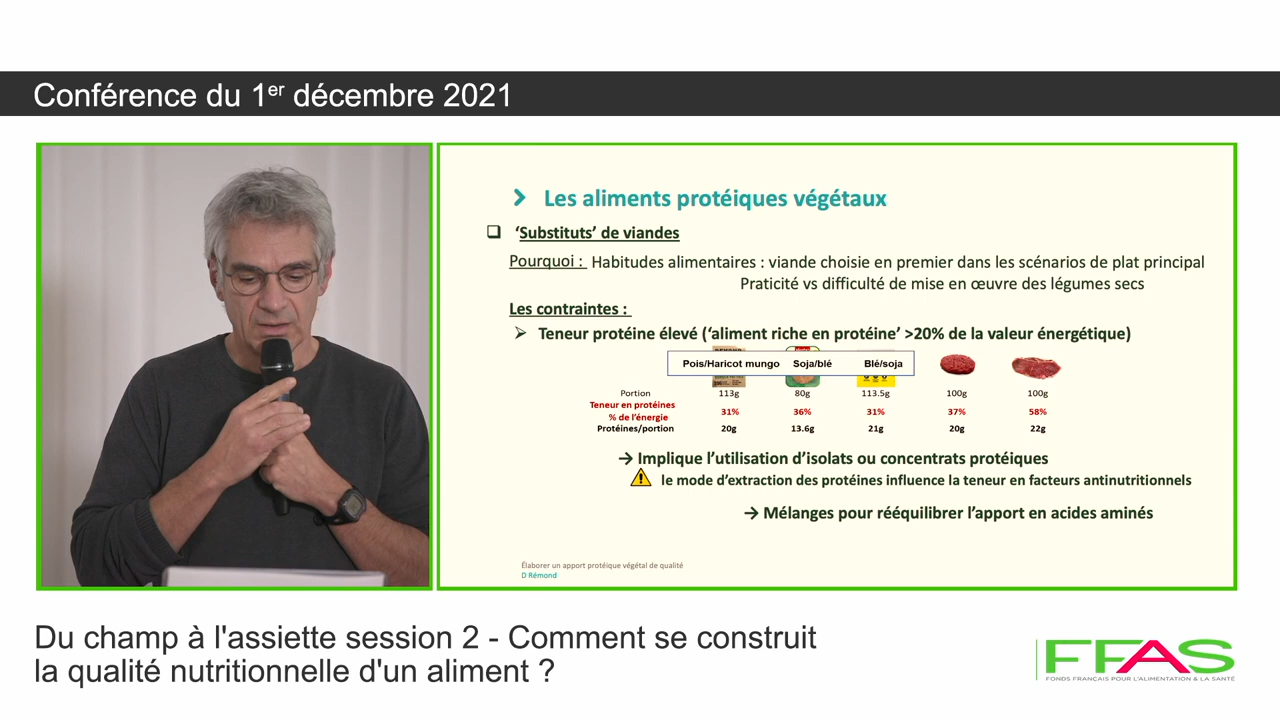 Conférence du 1er décembre 2021
Les aliments protéiques végétaux
‘Substituts’ de viandes
Pourquoi : Habitudes alimentaires : viande choisie en premier dans les scénarios de plat principal
Praticité vs difficulté de mise en œuvre des légumes secs
Les contraintes :
Teneur protéine élevé (‘aliment riche en protéine’ >20% de la valeur énergétique)
Pois/Haricot mungo Soja/blé Blé/soja
Portion 113g 80g 113.5g 100g 100g
Teneur en protéines
% de l’énergie 31% 36% 31% 37% 58%
Protéines/portion 20g 13.6g 21g 20g 22g
→ Implique l’utilisation d’isolats ou concentrats protéiques
le mode d’extraction des protéines influence la teneur en facteurs antinutritionnels
→ Mélanges pour rééquilibrer l’apport en acides aminés
Élaborer un apport protéique végétal de qualité
D Rémond
Du champ à l'assiette session 2 - Comment se construit
la qualité nutritionnelle d'un aliment ?
FFAS
FONDS FRANÇAIS POUR L'ALIMENTATION & LA SANTÉ